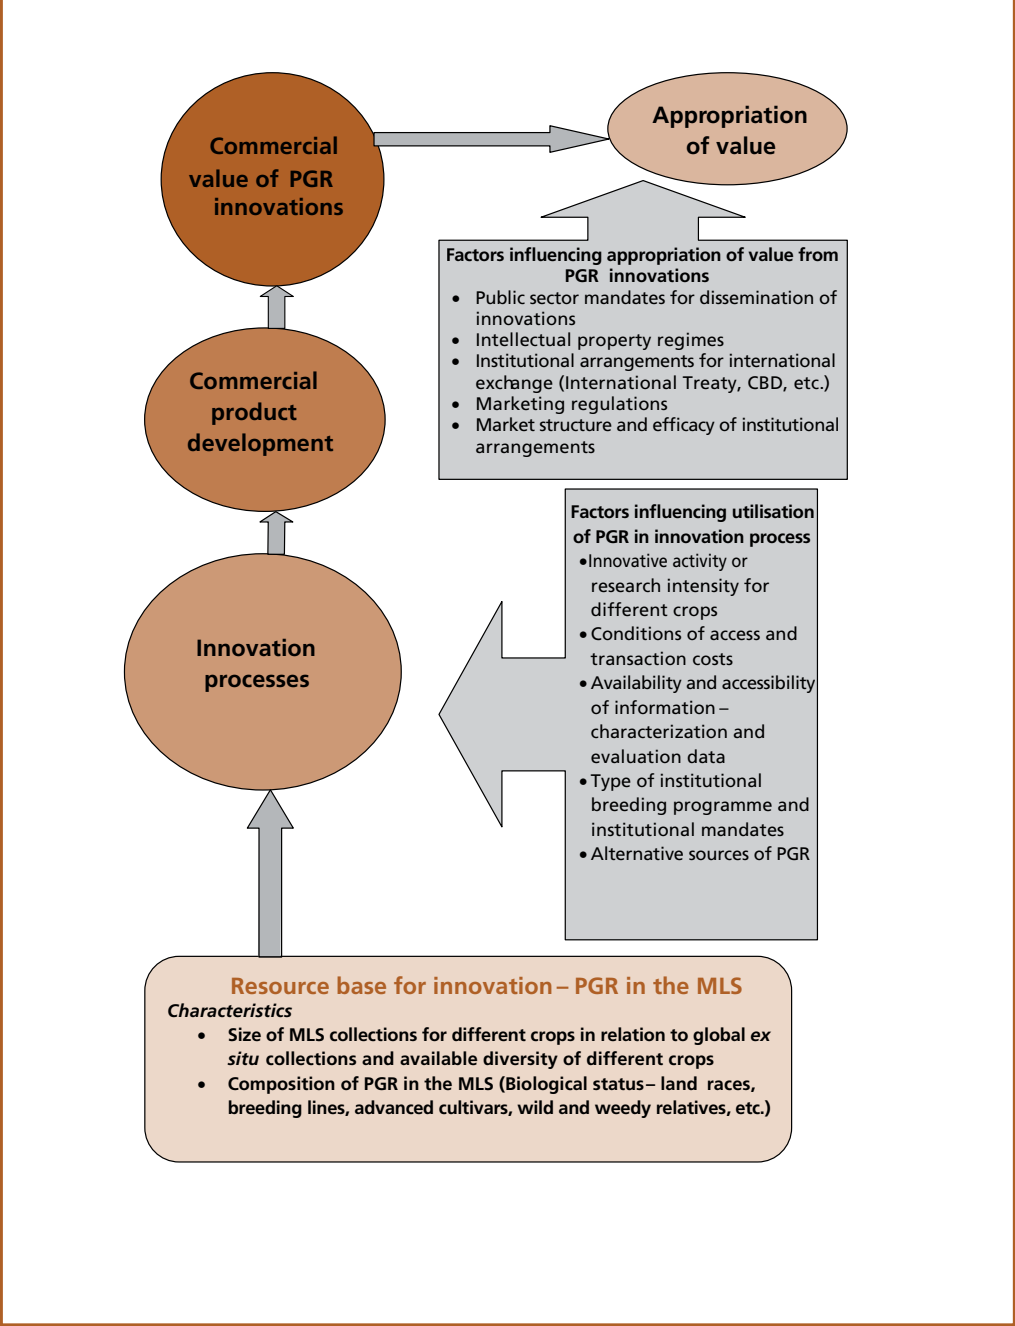 Commercial
value of PGR
innovations
Appropriation
of value
Factors influencing appropriation of value from
PGR innovations
• Public sector mandates for dissemination of
innovations
• Intellectual property regimes
• Institutional arrangements for international
exchange (International Treaty, CBD, etc.)
• Marketing regulations
• Market structure and efficacy of institutional
arrangements
Commercial
product
development
Factors influencing utilisation
of PGR in innovation process
•Innovative activity or
research intensity for
different crops
• Conditions of access and
transaction costs
• Availability and accessibility
of information –
characterization and
evaluation data
• Type of institutional
breeding programme and
institutional mandates
• Alternative sources of PGR
Innovation
processes
Resource base for innovation – PGR in the MLS
Characteristics
• Size of MLS collections for different crops in relation to global ex
situ collections and available diversity of different crops
• Composition of PGR in the MLS (Biological status – land races,
breeding lines, advanced cultivars, wild and weedy relatives, etc.)